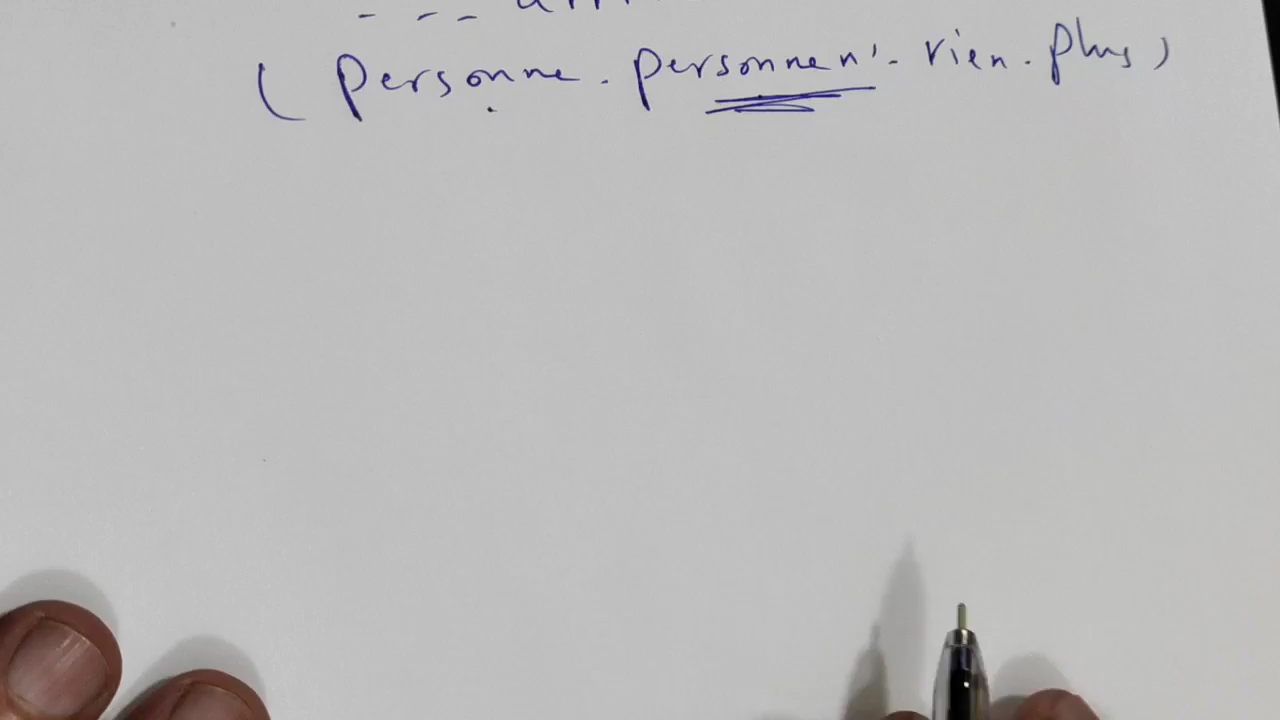 ( personne . personne n' . rien . plus )